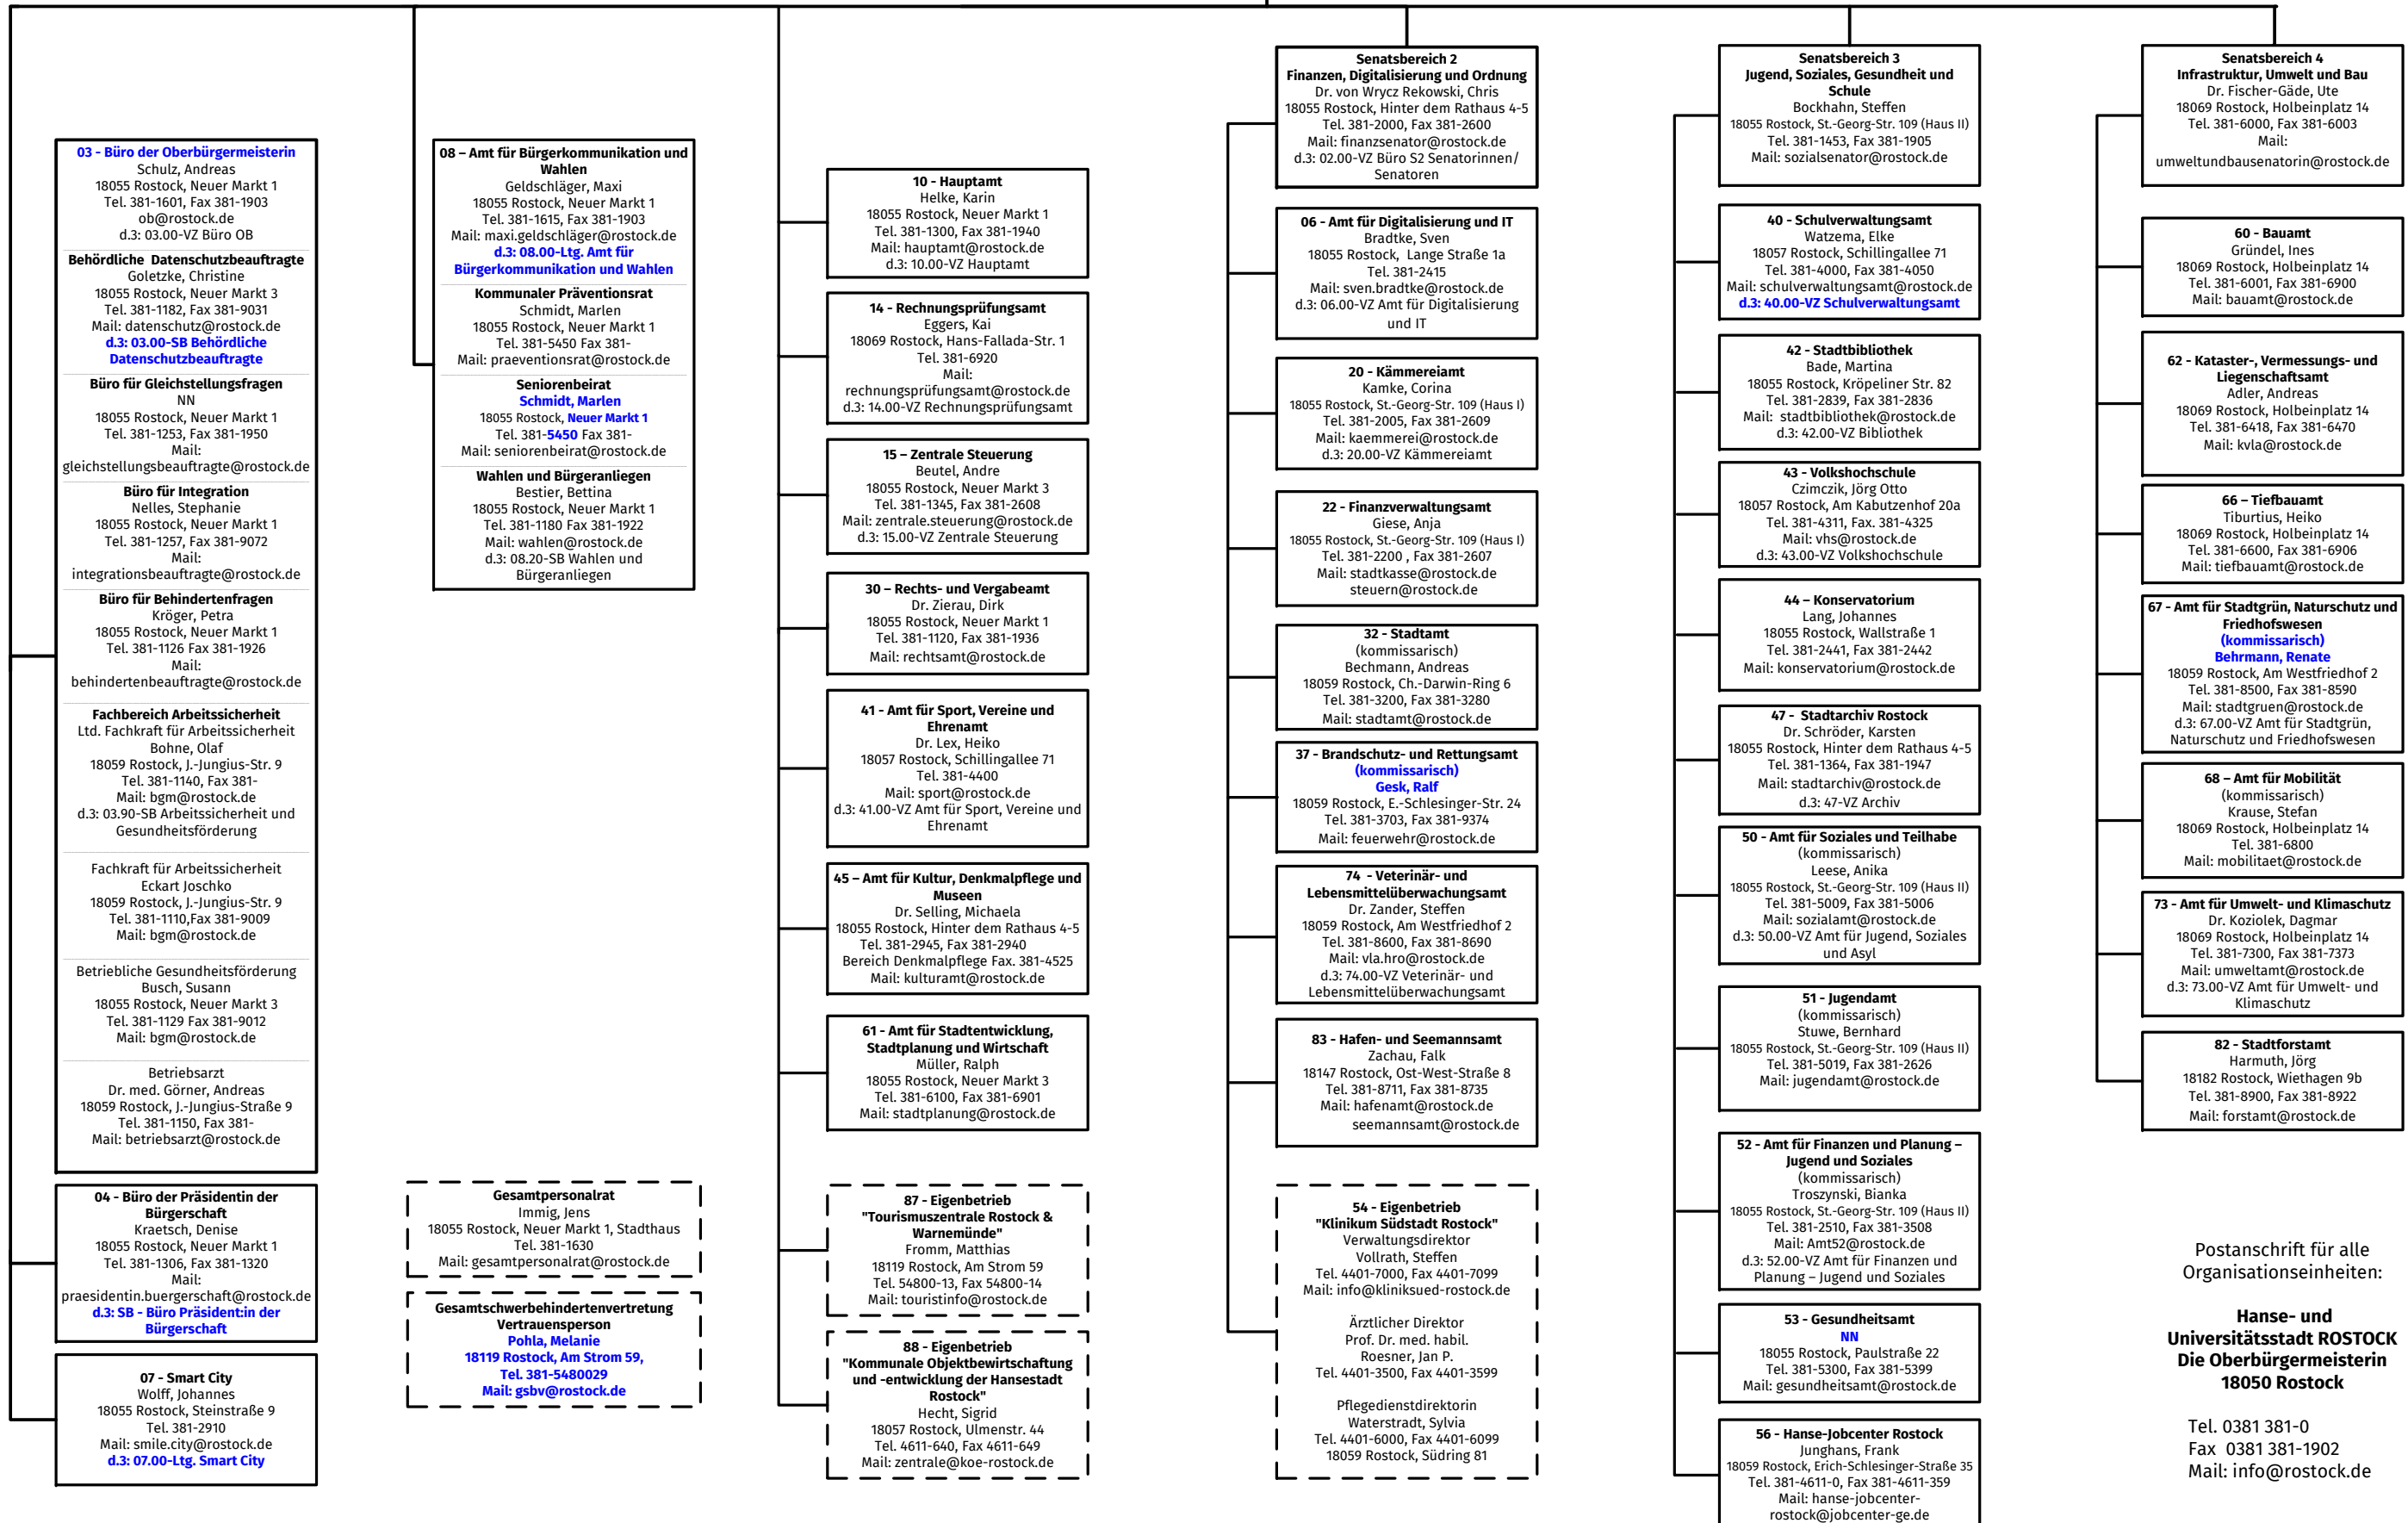 03 - Büro der Oberbürgermeisterin
Schulz, Andreas
18055 Rostock, Neuer Markt 1
Tel. 381-1601, Fax 381-1903
ob@rostock.de
d.3: 03.00-VZ Büro OB
Behördliche Datenschutzbeauftragte
Goletzke, Christine
18055 Rostock, Neuer Markt 3
Tel. 381-1182, Fax 381-9031
Mail: datenschutz@rostock.de
d.3: 03.00-SB Behördliche
Datenschutzbeauftragte
Büro für Gleichstellungsfragen
NN
18055 Rostock, Neuer Markt 1
Tel. 381-1253, Fax 381-1950
Mail:
gleichstellungsbeauftragte@rostock.de
Büro für Integration
Nelles, Stephanie
18055 Rostock, Neuer Markt 1
Tel. 381-1257, Fax 381-9072
Mail:
integrationsbeauftragte@rostock.de
Büro für Behindertenfragen
Kröger, Petra
18055 Rostock, Neuer Markt 1
Tel. 381-1126 Fax 381-1926
Mail:
behindertenbeauftragte@rostock.de
Fachbereich Arbeitssicherheit
Ltd. Fachkraft für Arbeitssicherheit
Bohne, Olaf
18059 Rostock, J.-Jungius-Str. 9
Tel. 381-1140, Fax 381-
Mail: bgm@rostock.de
d.3: 03.90-SB Arbeitssicherheit und
Gesundheitsförderung
Fachkraft für Arbeitssicherheit
Eckart Joschko
18059 Rostock, J.-Jungius-Str. 9
Tel. 381-1110,Fax 381-9009
Mail: bgm@rostock.de
Betriebliche Gesundheitsförderung
Busch, Susann
18055 Rostock, Neuer Markt 3
Tel. 381-1129 Fax 381-9012
Mail: bgm@rostock.de
Betriebsarzt
Dr. med. Görner, Andreas
18059 Rostock, J.-Jungius-Straße 9
Tel. 381-1150, Fax 381-
Mail: betriebsarzt@rostock.de
04 - Büro der Präsidentin der
Bürgerschaft
Kraetsch, Denise
18055 Rostock, Neuer Markt 1
Tel. 381-1306, Fax 381-1320
Mail:
praesidentin.buergerschaft@rostock.de
d.3: SB - Büro Präsident:in der
Bürgerschaft
07 - Smart City
Wolff, Johannes
18055 Rostock, Steinstraße 9
Tel. 381-2910
Mail: smile.city@rostock.de
d.3: 07.00-Ltg. Smart City
08 – Amt für Bürgerkommunikation und
Wahlen
Geldschläger, Maxi
18055 Rostock, Neuer Markt 1
Tel. 381-1615, Fax 381-1903
Mail: maxi.geldschläger@rostock.de
d.3: 08.00-Ltg. Amt für
Bürgerkommunikation und Wahlen
Kommunaler Präventionsrat
Schmidt, Marlen
18055 Rostock, Neuer Markt 1
Tel. 381-5450 Fax 381-
Mail: praeventionsrat@rostock.de
Seniorenbeirat
Schmidt, Marlen
18055 Rostock, Neuer Markt 1
Tel. 381-5450 Fax 381-
Mail: seniorenbeirat@rostock.de
Wahlen und Bürgeranliegen
Bestier, Bettina
18055 Rostock, Neuer Markt 1
Tel. 381-1180 Fax 381-1922
Mail: wahlen@rostock.de
d.3: 08.20-SB Wahlen und
Bürgeranliegen
Gesamtpersonalrat
Immig, Jens
18055 Rostock, Neuer Markt 1, Stadthaus
Tel. 381-1630
Mail: gesamtpersonalrat@rostock.de
Gesamtschwerbehindertenvertretung
Vertrauensperson
Pohla, Melanie
18119 Rostock, Am Strom 59,
Tel. 381-5480029
Mail: gsbv@rostock.de
10 - Hauptamt
Helke, Karin
18055 Rostock, Neuer Markt 1
Tel. 381-1300, Fax 381-1940
Mail: hauptamt@rostock.de
d.3: 10.00-VZ Hauptamt
14 - Rechnungsprüfungsamt
Eggers, Kai
18069 Rostock, Hans-Fallada-Str. 1
Tel. 381-6920
Mail:
rechnungsprüfungsamt@rostock.de
d.3: 14.00-VZ Rechnungsprüfungsamt
15 – Zentrale Steuerung
Beutel, Andre
18055 Rostock, Neuer Markt 3
Tel. 381-1345, Fax 381-2608
Mail: zentrale.steuerung@rostock.de
d.3: 15.00-VZ Zentrale Steuerung
30 – Rechts- und Vergabeamt
Dr. Zierau, Dirk
18055 Rostock, Neuer Markt 1
Tel. 381-1120, Fax 381-1936
Mail: rechtsamt@rostock.de
41 - Amt für Sport, Vereine und
Ehrenamt
Dr. Lex, Heiko
18057 Rostock, Schillingallee 71
Tel. 381-4400
Mail: sport@rostock.de
d.3: 41.00-VZ Amt für Sport, Vereine und
Ehrenamt
45 – Amt für Kultur, Denkmalpflege und
Museen
Dr. Selling, Michaela
18055 Rostock, Hinter dem Rathaus 4-5
Tel. 381-2945, Fax 381-2940
Bereich Denkmalpflege Fax. 381-4525
Mail: kulturamt@rostock.de
61 - Amt für Stadtentwicklung,
Stadtplanung und Wirtschaft
Müller, Ralph
18055 Rostock, Neuer Markt 3
Tel. 381-6100, Fax 381-6901
Mail: stadtplanung@rostock.de
87 - Eigenbetrieb
"Tourismuszentrale Rostock &
Warnemünde"
Fromm, Matthias
18119 Rostock, Am Strom 59
Tel. 54800-13, Fax 54800-14
Mail: touristinfo@rostock.de
88 - Eigenbetrieb
"Kommunale Objektbewirtschaftung
und -entwicklung der Hansestadt
Rostock"
Hecht, Sigrid
18057 Rostock, Ulmenstr. 44
Tel. 4611-640, Fax 4611-649
Mail: zentrale@koe-rostock.de
Senatsbereich 2
Finanzen, Digitalisierung und Ordnung
Dr. von Wrycz Rekowski, Chris
18055 Rostock, Hinter dem Rathaus 4-5
Tel. 381-2000, Fax 381-2600
Mail: finanzsenator@rostock.de
d.3: 02.00-VZ Büro S2 Senatorinnen/
Senatoren
06 - Amt für Digitalisierung und IT
Bradtke, Sven
18055 Rostock, Lange Straße 1a
Tel. 381-2415
Mail: sven.bradtke@rostock.de
d.3: 06.00-VZ Amt für Digitalisierung
und IT
20 - Kämmereiamt
Kamke, Corina
18055 Rostock, St.-Georg-Str. 109 (Haus I)
Tel. 381-2005, Fax 381-2609
Mail: kaemmerei@rostock.de
d.3: 20.00-VZ Kämmereiamt
22 - Finanzverwaltungsamt
Giese, Anja
18055 Rostock, St.-Georg-Str. 109 (Haus I)
Tel. 381-2200 , Fax 381-2607
Mail: stadtkasse@rostock.de
steuern@rostock.de
32 - Stadtamt
(kommissarisch)
Bechmann, Andreas
18059 Rostock, Ch.-Darwin-Ring 6
Tel. 381-3200, Fax 381-3280
Mail: stadtamt@rostock.de
37 - Brandschutz- und Rettungsamt
(kommissarisch)
Gesk, Ralf
18059 Rostock, E.-Schlesinger-Str. 24
Tel. 381-3703, Fax 381-9374
Mail: feuerwehr@rostock.de
74 - Veterinär- und
Lebensmittelüberwachungsamt
Dr. Zander, Steffen
18059 Rostock, Am Westfriedhof 2
Tel. 381-8600, Fax 381-8690
Mail: vla.hro@rostock.de
d.3: 74.00-VZ Veterinär- und
Lebensmittelüberwachungsamt
83 - Hafen- und Seemannsamt
Zachau, Falk
18147 Rostock, Ost-West-Straße 8
Tel. 381-8711, Fax 381-8735
Mail: hafenamt@rostock.de
seemannsamt@rostock.de
54 - Eigenbetrieb
"Klinikum Südstadt Rostock"
Verwaltungsdirektor
Vollrath, Steffen
Tel. 4401-7000, Fax 4401-7099
Mail: info@kliniksued-rostock.de
Ärztlicher Direktor
Prof. Dr. med. habil.
Roesner, Jan P.
Tel. 4401-3500, Fax 4401-3599
Pflegedienstdirektorin
Waterstradt, Sylvia
Tel. 4401-6000, Fax 4401-6099
18059 Rostock, Südring 81
Senatsbereich 3
Jugend, Soziales, Gesundheit und
Schule
Bockhahn, Steffen
18055 Rostock, St.-Georg-Str. 109 (Haus II)
Tel. 381-1453, Fax 381-1905
Mail: sozialsenator@rostock.de
40 - Schulverwaltungsamt
Watzema, Elke
18057 Rostock, Schillingallee 71
Tel. 381-4000, Fax 381-4050
Mail: schulverwaltungsamt@rostock.de
d.3: 40.00-VZ Schulverwaltungsamt
42 - Stadtbibliothek
Bade, Martina
18055 Rostock, Kröpeliner Str. 82
Tel. 381-2839, Fax 381-2836
Mail: stadtbibliothek@rostock.de
d.3: 42.00-VZ Bibliothek
43 - Volkshochschule
Czimczik, Jörg Otto
18057 Rostock, Am Kabutzenhof 20a
Tel. 381-4311, Fax. 381-4325
Mail: vhs@rostock.de
d.3: 43.00-VZ Volkshochschule
44 – Konservatorium
Lang, Johannes
18055 Rostock, Wallstraße 1
Tel. 381-2441, Fax 381-2442
Mail: konservatorium@rostock.de
47 - Stadtarchiv Rostock
Dr. Schröder, Karsten
18055 Rostock, Hinter dem Rathaus 4-5
Tel. 381-1364, Fax 381-1947
Mail: stadtarchiv@rostock.de
d.3: 47-VZ Archiv
50 - Amt für Soziales und Teilhabe
(kommissarisch)
Leese, Anika
18055 Rostock, St.-Georg-Str. 109 (Haus II)
Tel. 381-5009, Fax 381-5006
Mail: sozialamt@rostock.de
d.3: 50.00-VZ Amt für Jugend, Soziales
und Asyl
51 - Jugendamt
(kommissarisch)
Stuwe, Bernhard
18055 Rostock, St.-Georg-Str. 109 (Haus II)
Tel. 381-5019, Fax 381-2626
Mail: jugendamt@rostock.de
52 - Amt für Finanzen und Planung –
Jugend und Soziales
(kommissarisch)
Troszynski, Bianka
18055 Rostock, St.-Georg-Str. 109 (Haus II)
Tel. 381-2510, Fax 381-3508
Mail: Amt52@rostock.de
d.3: 52.00-VZ Amt für Finanzen und
Planung – Jugend und Soziales
53 - Gesundheitsamt
NN
18055 Rostock, Paulstraße 22
Tel. 381-5300, Fax 381-5399
Mail: gesundheitsamt@rostock.de
56 - Hanse-Jobcenter Rostock
Junghans, Frank
18059 Rostock, Erich-Schlesinger-Straße 35
Tel. 381-4611-0, Fax 381-4611-359
Mail: hanse-jobcenter-
rostock@jobcenter-ge.de
Senatsbereich 4
Infrastruktur, Umwelt und Bau
Dr. Fischer-Gäde, Ute
18069 Rostock, Holbeinplatz 14
Tel. 381-6000, Fax 381-6003
Mail:
umweltundbausenatorin@rostock.de
60 - Bauamt
Gründel, Ines
18069 Rostock, Holbeinplatz 14
Tel. 381-6001, Fax 381-6900
Mail: bauamt@rostock.de
62 - Kataster-, Vermessungs- und
Liegenschaftsamt
Adler, Andreas
18069 Rostock, Holbeinplatz 14
Tel. 381-6418, Fax 381-6470
Mail: kvla@rostock.de
66 – Tiefbauamt
Tiburtius, Heiko
18069 Rostock, Holbeinplatz 14
Tel. 381-6600, Fax 381-6906
Mail: tiefbauamt@rostock.de
67 - Amt für Stadtgrün, Naturschutz und
Friedhofswesen
(kommissarisch)
Behrmann, Renate
18059 Rostock, Am Westfriedhof 2
Tel. 381-8500, Fax 381-8590
Mail: stadtgruen@rostock.de
d.3: 67.00-VZ Amt für Stadtgrün,
Naturschutz und Friedhofswesen
68 – Amt für Mobilität
(kommissarisch)
Krause, Stefan
18069 Rostock, Holbeinplatz 14
Tel. 381-6800
Mail: mobilitaet@rostock.de
73 - Amt für Umwelt- und Klimaschutz
Dr. Koziolek, Dagmar
18069 Rostock, Holbeinplatz 14
Tel. 381-7300, Fax 381-7373
Mail: umweltamt@rostock.de
d.3: 73.00-VZ Amt für Umwelt- und
Klimaschutz
82 - Stadtforstamt
Harmuth, Jörg
18182 Rostock, Wiethagen 9b
Tel. 381-8900, Fax 381-8922
Mail: forstamt@rostock.de
Postanschrift für alle
Organisationseinheiten:
Hanse- und
Universitätsstadt ROSTOCK
Die Oberbürgermeisterin
18050 Rostock
Tel. 0381 381-0
Fax 0381 381-1902
Mail: info@rostock.de